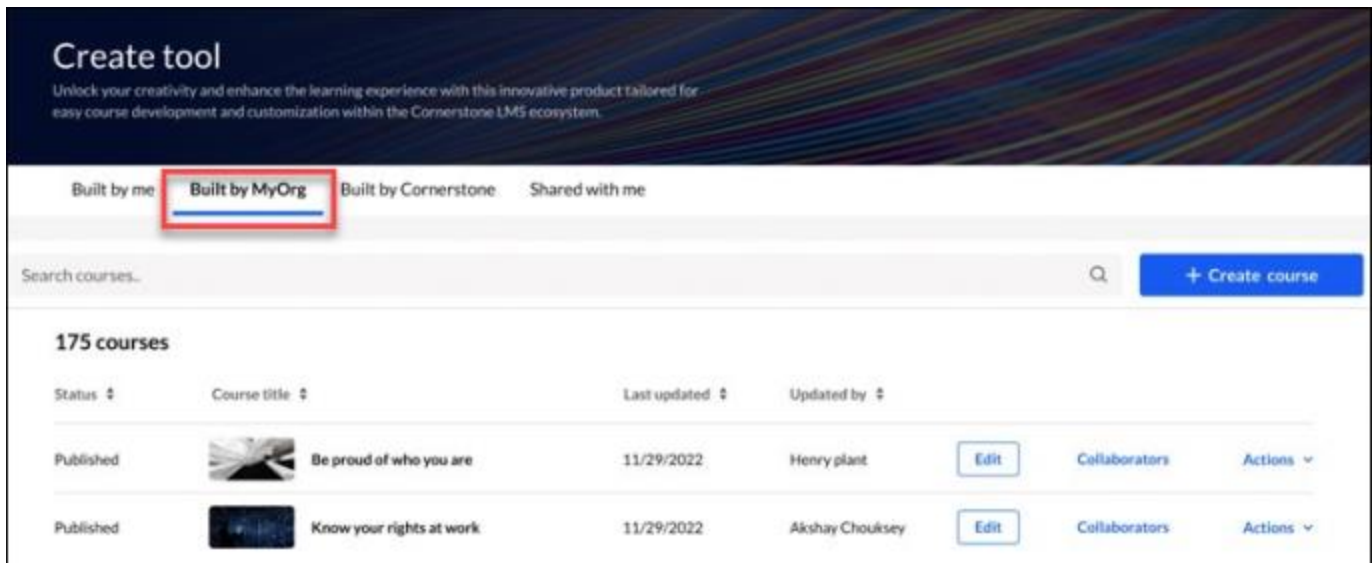 Create tool
Unlock your creativity and enhance the learning experience with this innovative product tailored for
easy course development and customization within the Cornerstone LMS ecosystem.
Built by me Built by MyOrg Built by Cornerstone Shared with me
Search courses.. + Create course
175 courses
Status Course title Last updated Updated by
Published Be proud of who you are 11/29/2022 Henry plant Edit Collaborators Actions
Published Know your rights at work 11/29/2022 Akshay Chouksey Edit Collaborators Actions